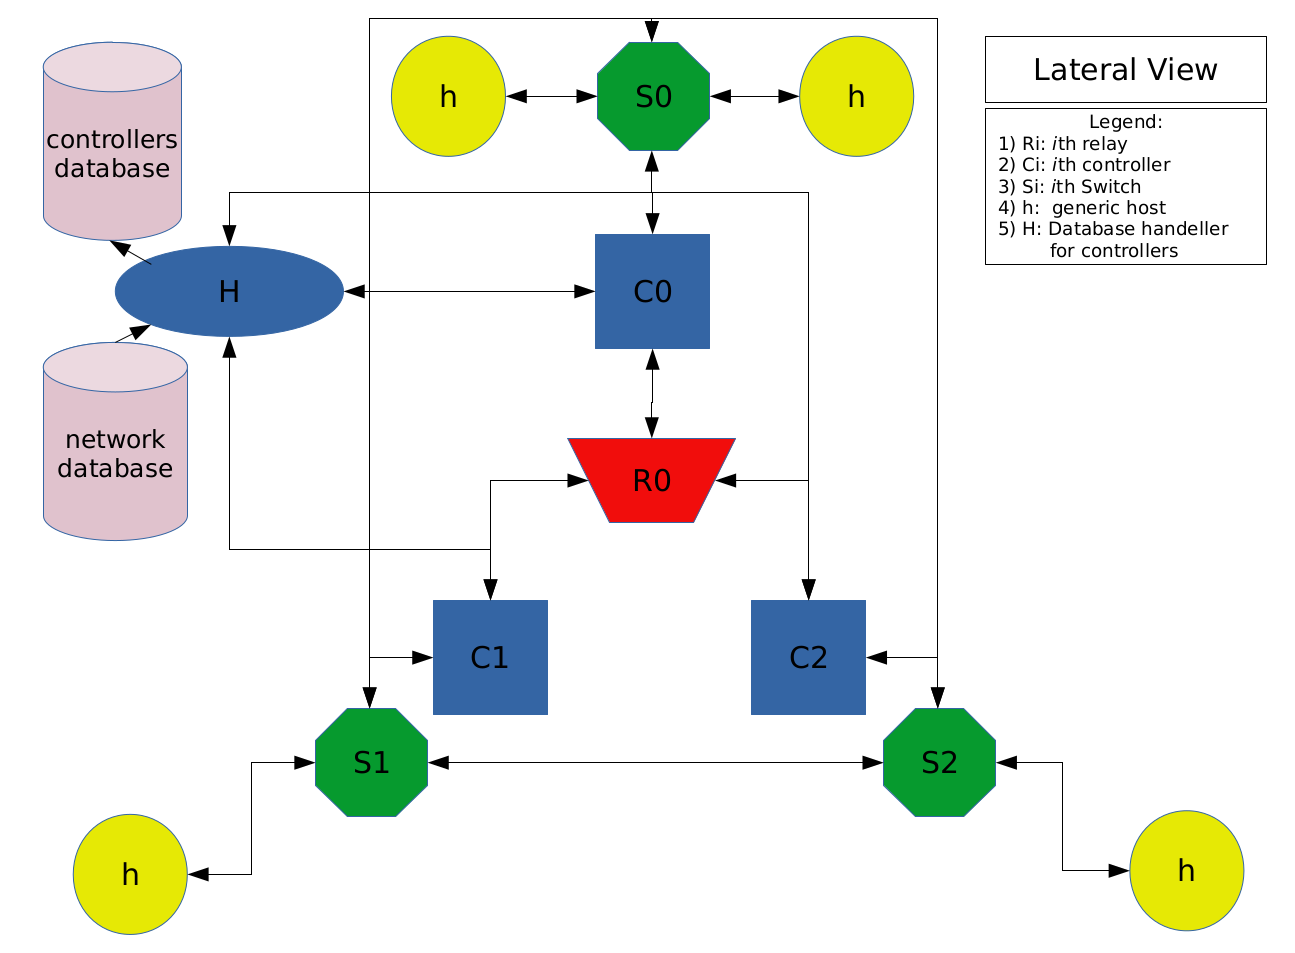 h
S0
h
Lateral View
Legend:
1) Ri: ith relay
2) Ci: ith controller
3) Si: ith Switch
4) h: generic host
5) H: Database handeller
for controllers
controllers
database
H
C0
network
database
R0
C1
C2
S1
S2
h
h